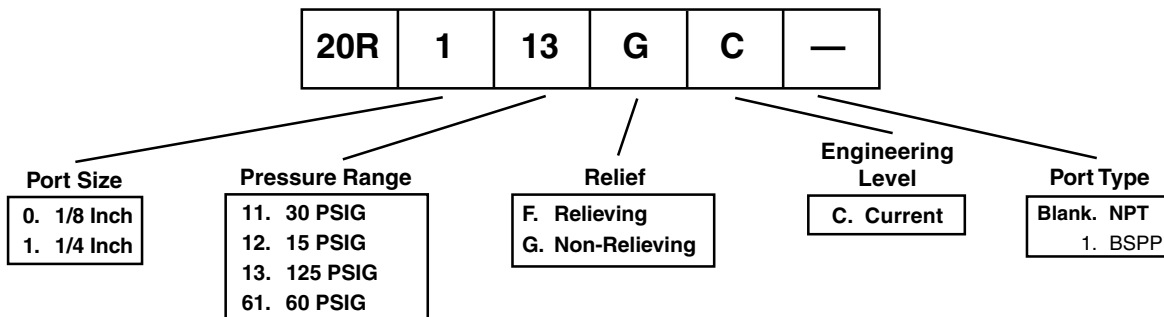 20R 1 13 G C —
Port Size
0. 1/8 Inch
1. 1/4 Inch
Pressure Range
11. 30 PSIG
12. 15 PSIG
13. 125 PSIG
61. 60 PSIG
Relief
F. Relieving
G. Non-Relieving
Engineering
Level
C. Current
Port Type
Blank. NPT
1. BSPP